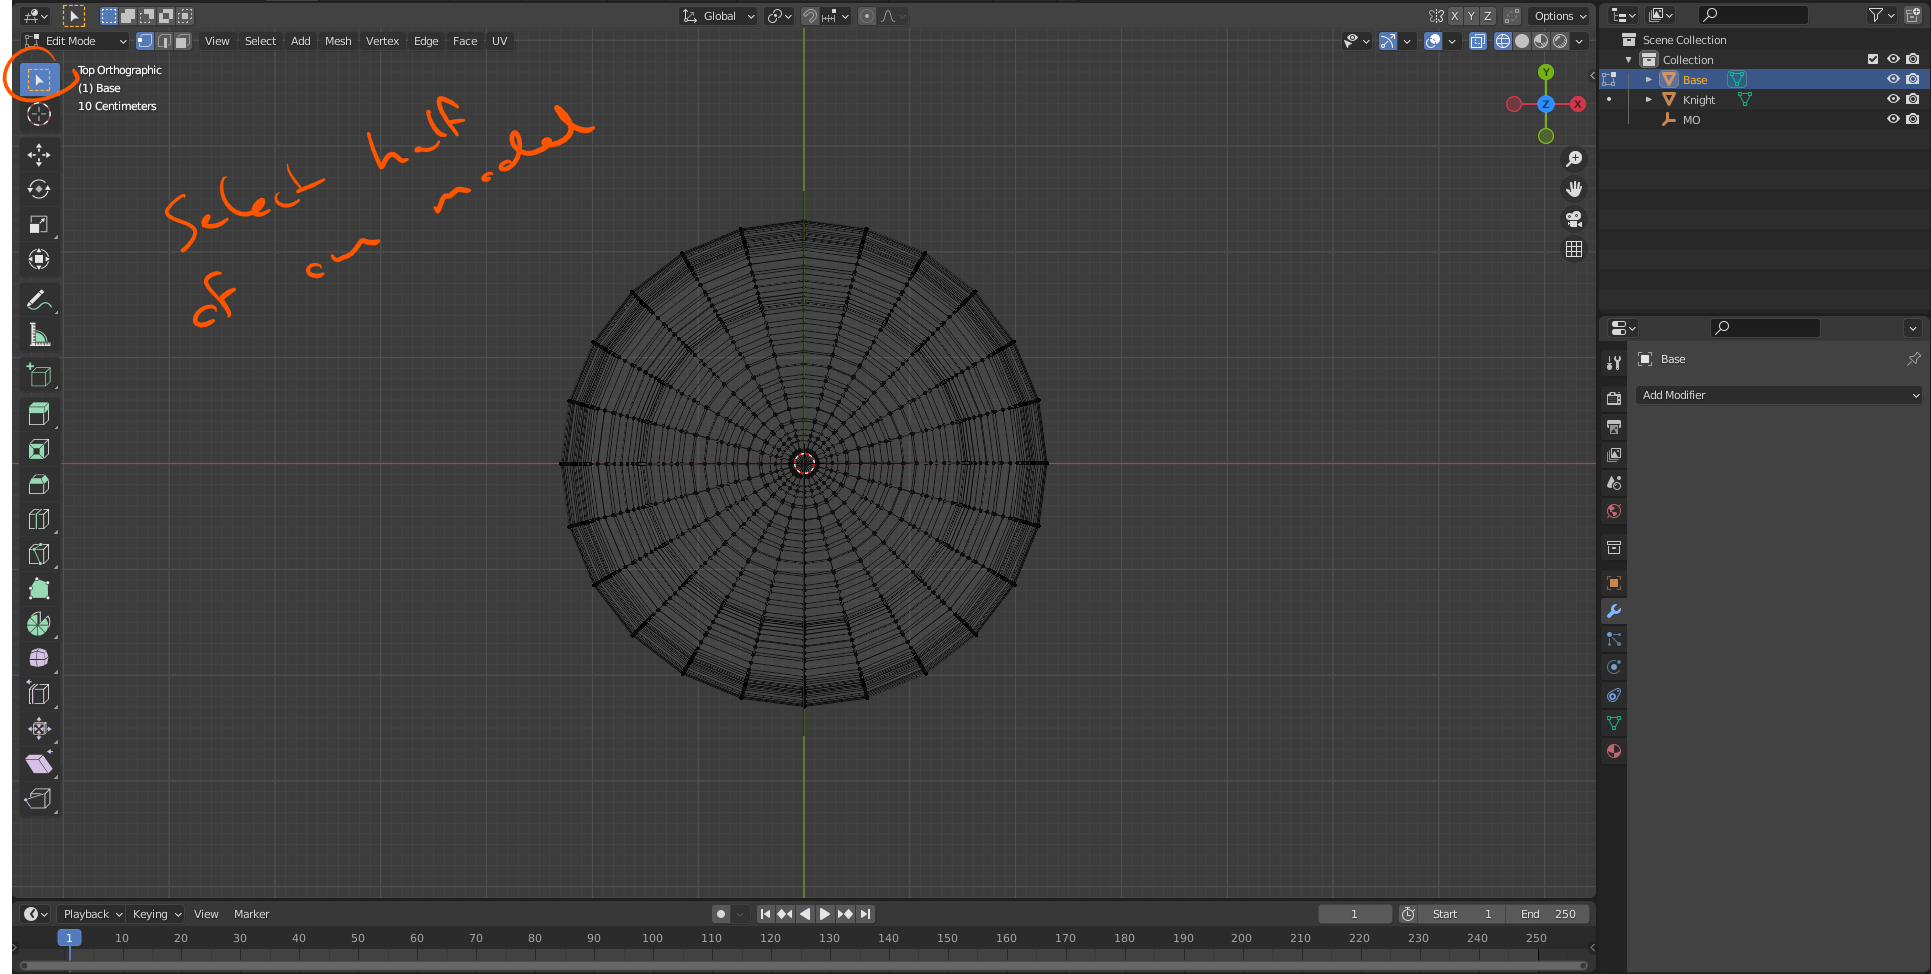 Global
X Y Z
Options
Edit Mode
View Select Add Mesh Vertex Edge Face UV
Top Orthographic
(1) Base
10 Centimeters
Select half
of our model
Y
Z
X
Scene Collection
Collection
Base
Knight
MO
Base
Add Modifier
Playback Keying View Marker
1
Start 1
End 250
1 10 20 30 40 50 60 70 80 90 100 110 120 130 140 150 160 170 180 190 200 210 220 230 240 250